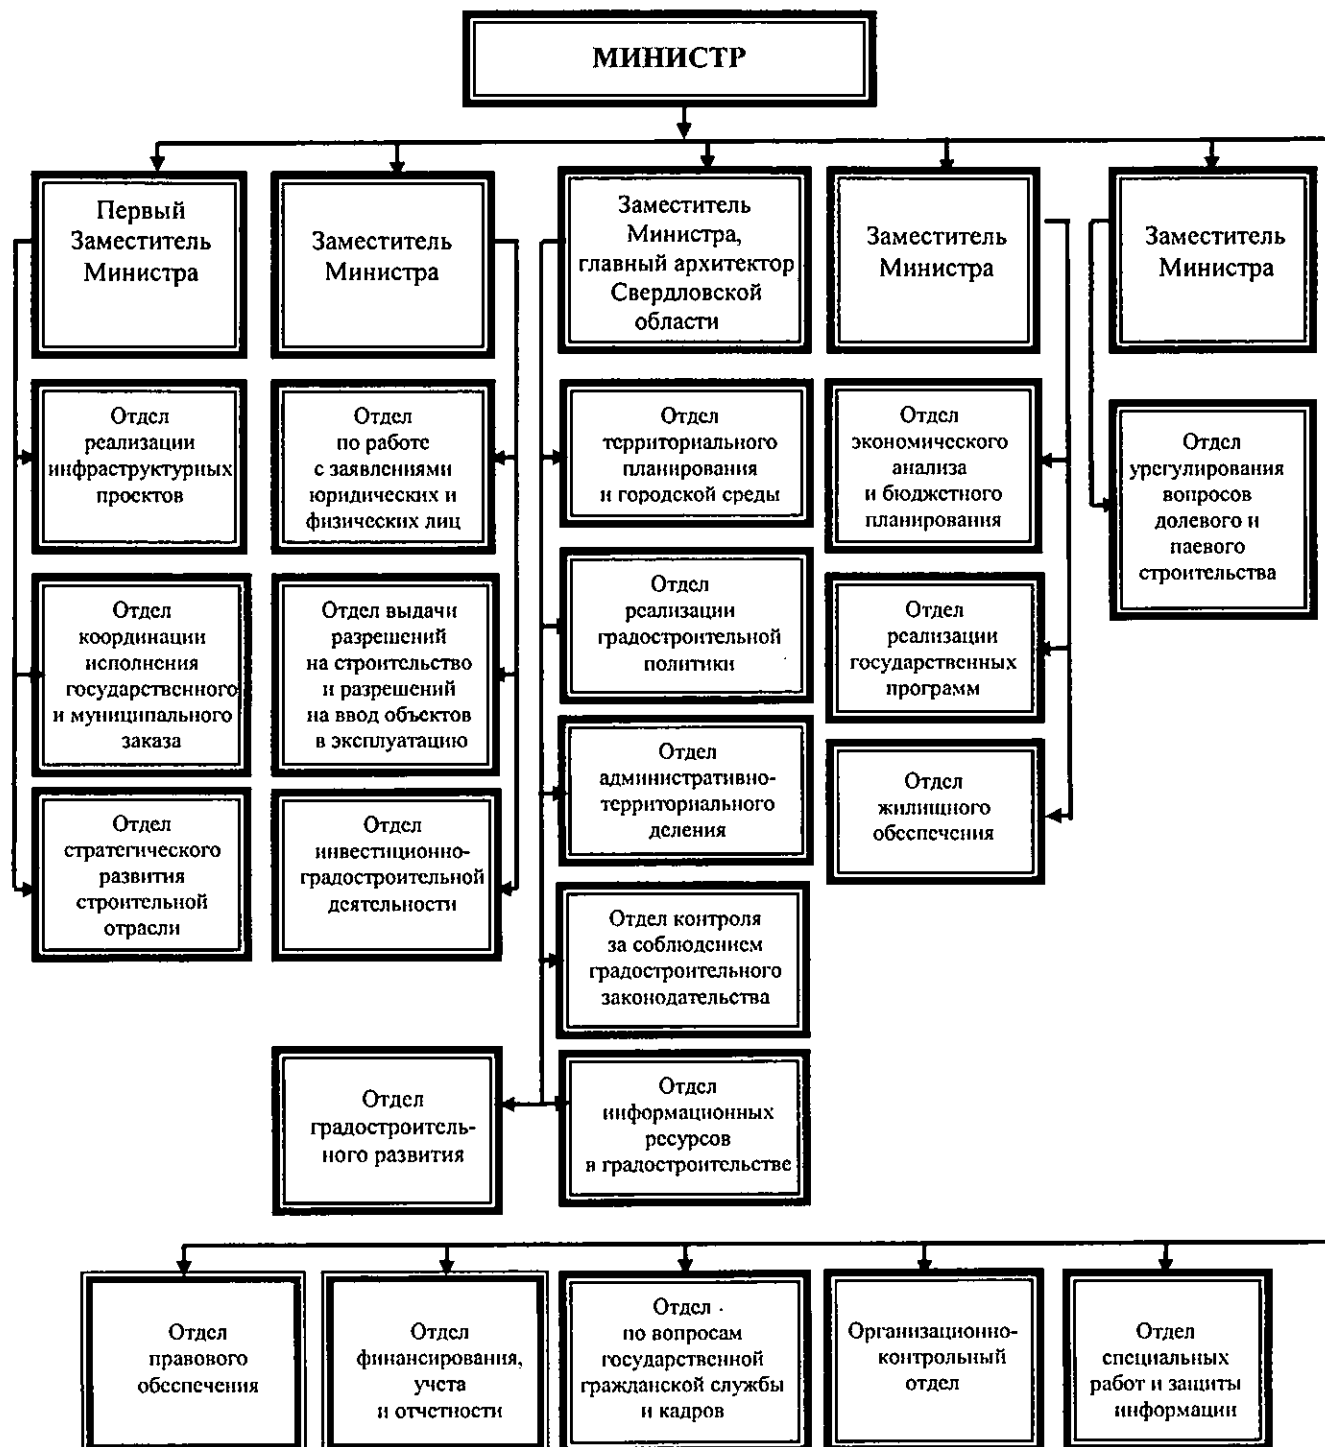 МИНИСТР
Первый
Заместитель
Министра
Заместитель
Министра
Заместитель
Министра,
главный архитектор
Свердловской
области
Заместитель
Министра
Заместитель
Министра
Отдел
реализации
инфраструктурных
проектов
Отдел
по работе
с заявлениями
юридических и
физических лиц
Отдел
территориального
планирования
и городской среды
Отдел
экономического
анализа
и бюджетного
планирования
Отдел
урегулирования
вопросов
долевого и
паевого
строительства
Отдел
координации
исполнения
государственного
и муниципального
заказа
Отдел выдачи
разрешений
на строительство
и разрешений
на ввод объектов
в эксплуатацию
Отдел
реализации
градостроительной
политики
Отдел
реализации
государственных
программ
Отдел
стратегического
развития
строительной
отрасли
Отдел
инвестиционно-
градостроительной
деятельности
Отдел
административно-
территориального
деления
Отдел
жилищного
обеспечения
Отдел контроля
за соблюдением
градостроительного
законодательства
Отдел
градостроитель-
ного развития
Отдел
информационных
ресурсов
в градостроительстве
Отдел
правового
обеспечения
Отдел
финансирования,
учета
и отчетности
Отдел
по вопросам
государственной
гражданской службы
и кадров
Организационно-
контрольный
отдел
Отдел
специальных
работ и защиты
информации